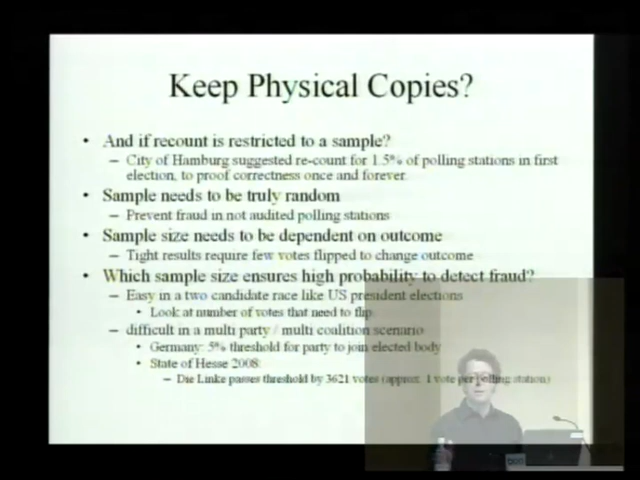 Keep Physical Copies?
• And if recount is restricted to a sample?
– City of Hamburg suggested re-count for 1.5% of polling stations in first
election, to proof correctness once and forever.
• Sample needs to be truly random
– Prevent fraud in not audited polling stations
• Sample size needs to be dependent on outcome
– Tight results require few votes flipped to change outcome
• Which sample size ensures high probability to detect fraud?
– Easy in a two candidate race like US president elections
• Look at number of votes that need to flip
– difficult in a multi party / multi coalition scenario
• Germany: 5% threshold for party to join elected body
• State of Hesse 2008:
– Die Linke passes threshold by 3621 votes (approx. 1 vote per polling station)